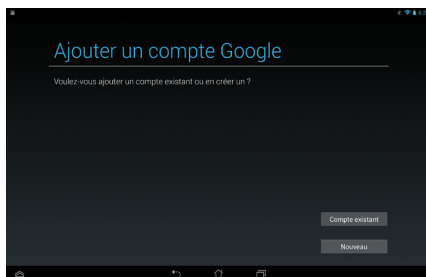 Ajouter un compte Google
Voulez-vous ajouter un compte existant ou en créer un ?
Compte existant
Nouveau